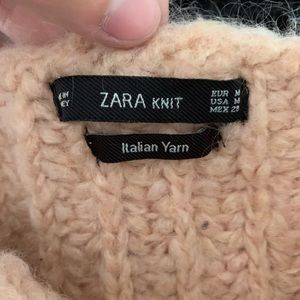 ZARA KNIT
EUR M
USA M
MEX
Italian Yarn